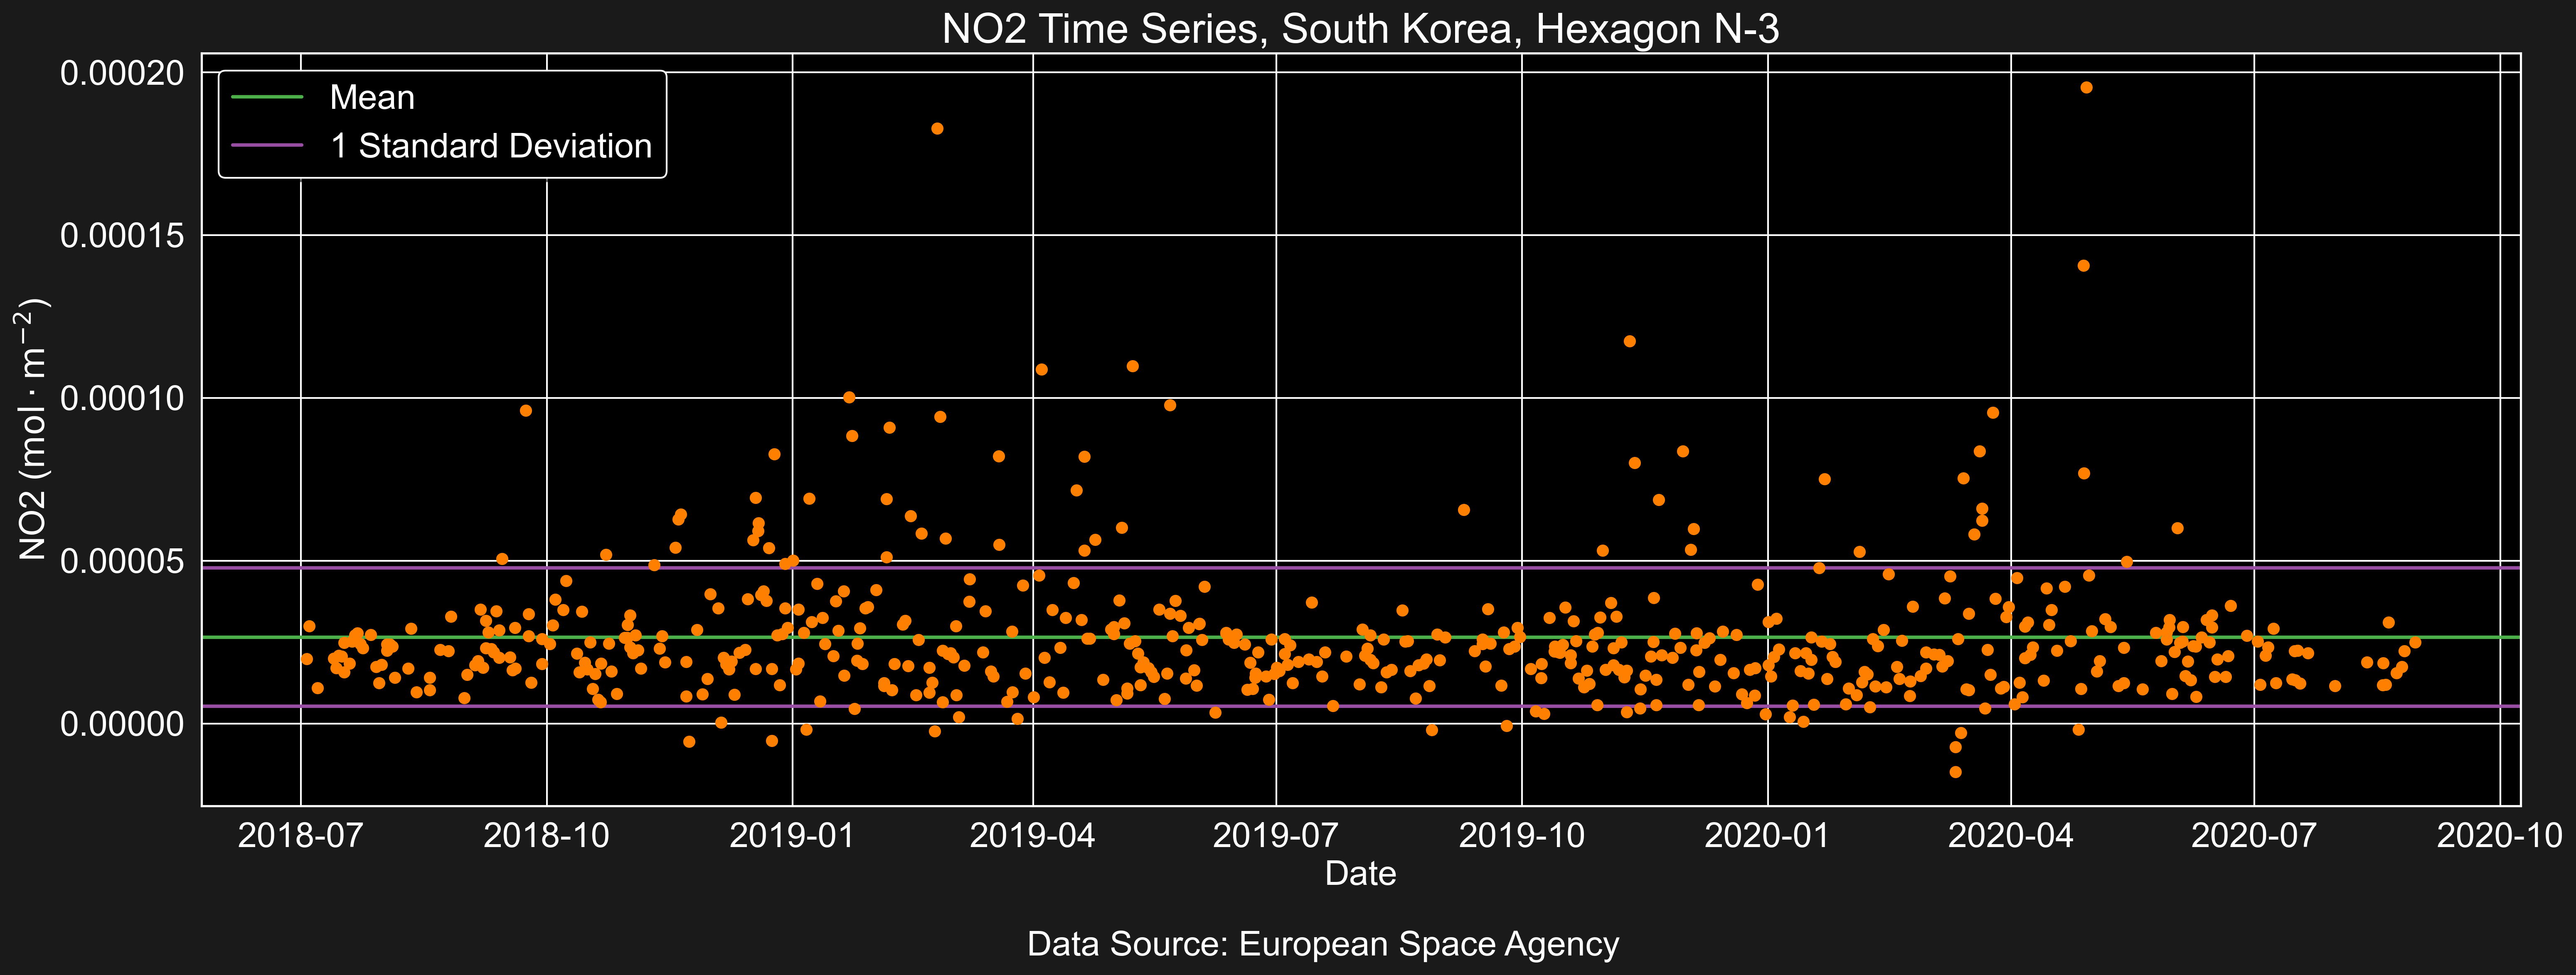 NO2 Time Series, South Korea, Hexagon N-3
Mean
1 Standard Deviation
NO2 (mol · m⁻²)
0.00020
0.00015
0.00010
0.00005
0.00000
2018-07 2018-10 2019-01 2019-04 2019-07 2019-10 2020-01 2020-04 2020-07 2020-10
Date
Data Source: European Space Agency